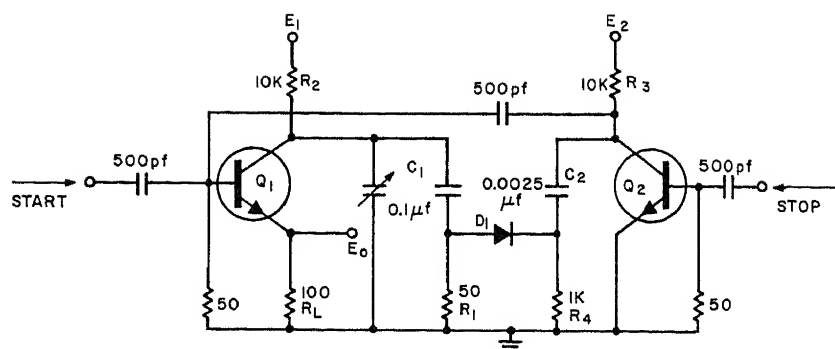 E1
E2
10K R2
500pf
10K R3
500pf
Q1
C1
0.1μf
C2
0.0025
μf
Q2
500pf
START
STOP
D1
E0
50
100
RL
50
R1
1K
R4
50